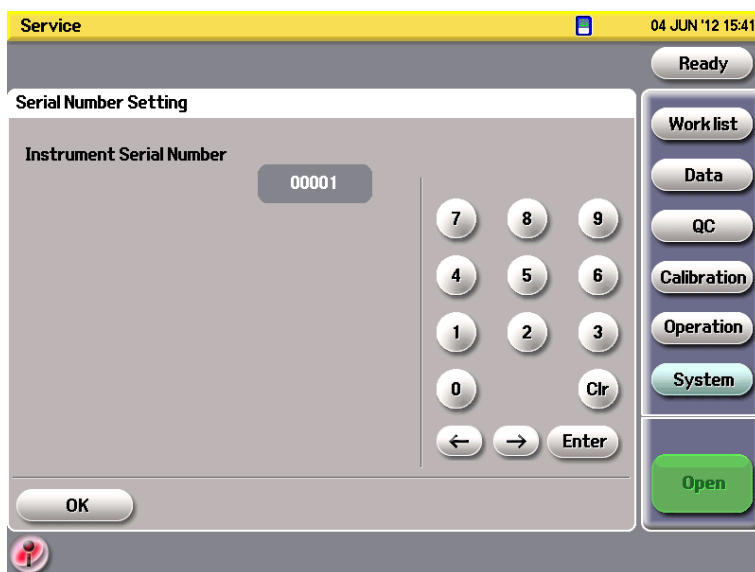 Service
04 JUN '12 15:41
Ready
Serial Number Setting
Instrument Serial Number
00001
7 8 9
4 5 6
1 2 3
0 Clr
← → Enter
OK
Work list
Data
QC
Calibration
Operation
System
Open